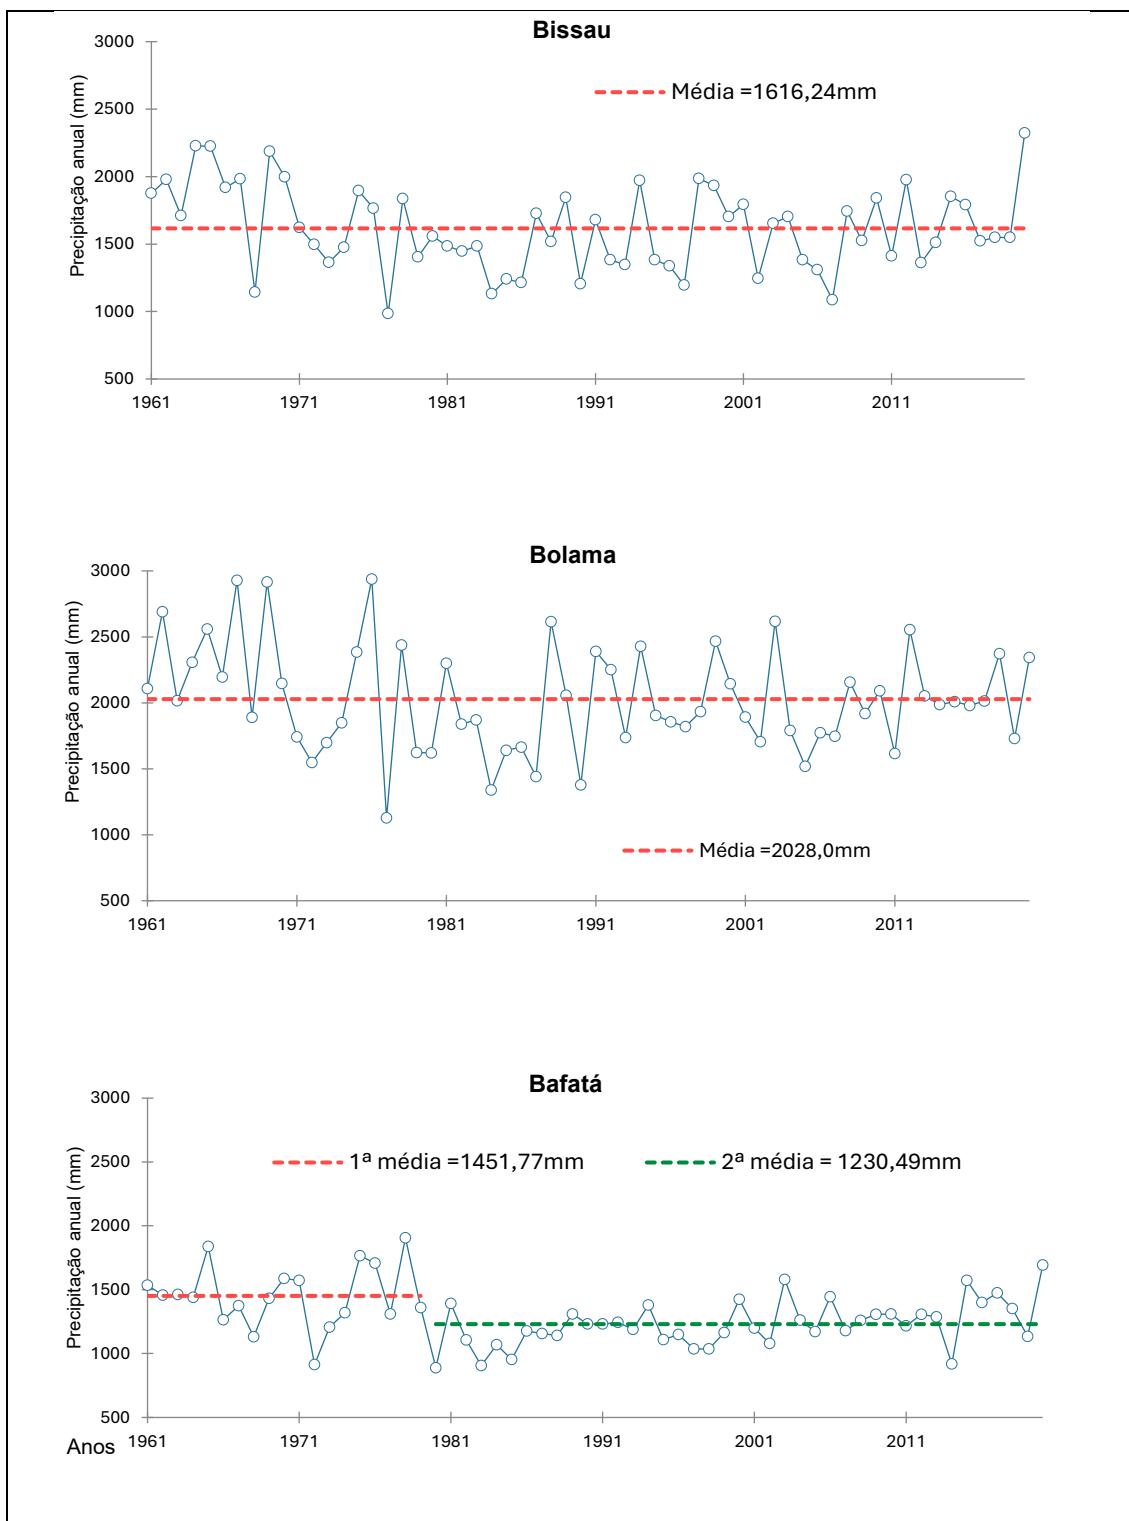 Bissau
Precipitação anual (mm)
3000
2500
2000
1500
1000
500
Média =1616,24mm
1961 1971 1981 1991 2001 2011
Bolama
Precipitação anual (mm)
3000
2500
2000
1500
1000
500
Média =2028,0mm
1961 1971 1981 1991 2001 2011
Bafatá
Precipitação anual (mm)
3000
2500
2000
1500
1000
500
1ª média =1451,77mm 2ª média = 1230,49mm
Anos 1961 1971 1981 1991 2001 2011